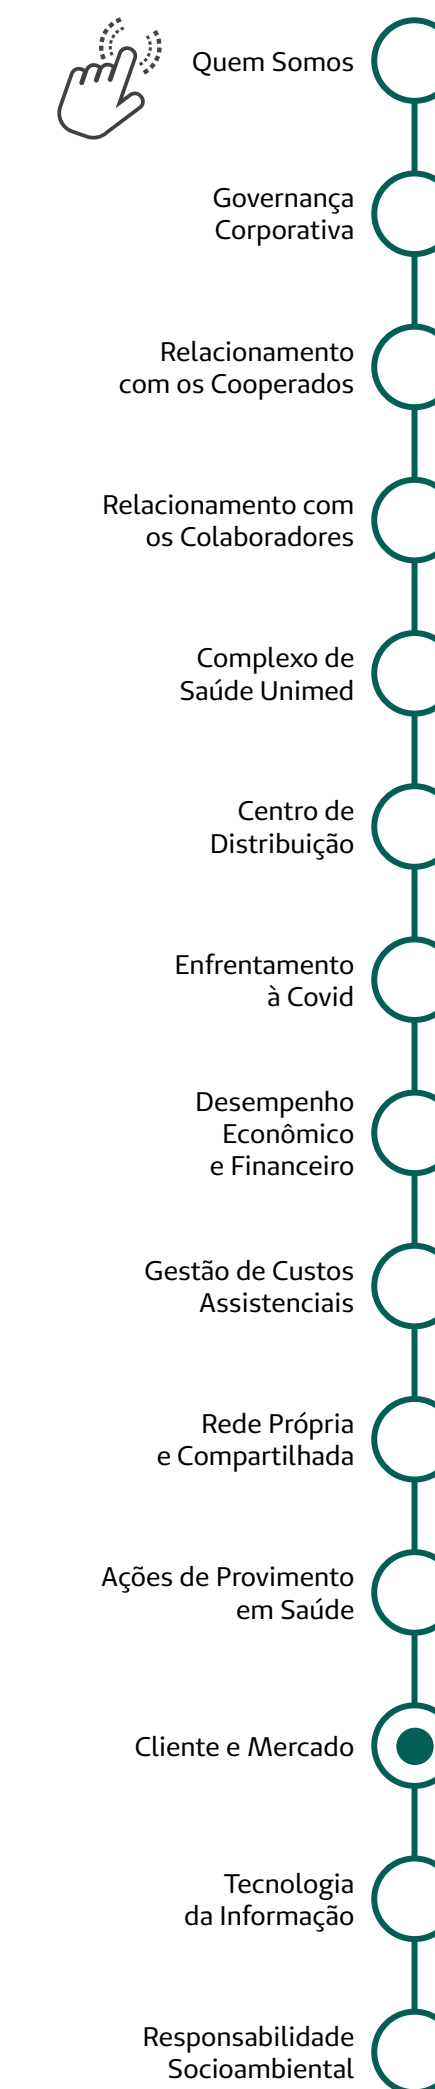 Quem Somos
Governança
Corporativa
Relacionamento
com os Cooperados
Relacionamento com
os Colaboradores
Complexo de
Saúde Unimed
Centro de
Distribuição
Enfrentamento
à Covid
Desempenho
Econômico
e Financeiro
Gestão de Custos
Assistenciais
Rede Própria
e Compartilhada
Ações de Provimento
em Saúde
Cliente e Mercado
Tecnologia
da Informação
Responsabilidade
Socioambiental